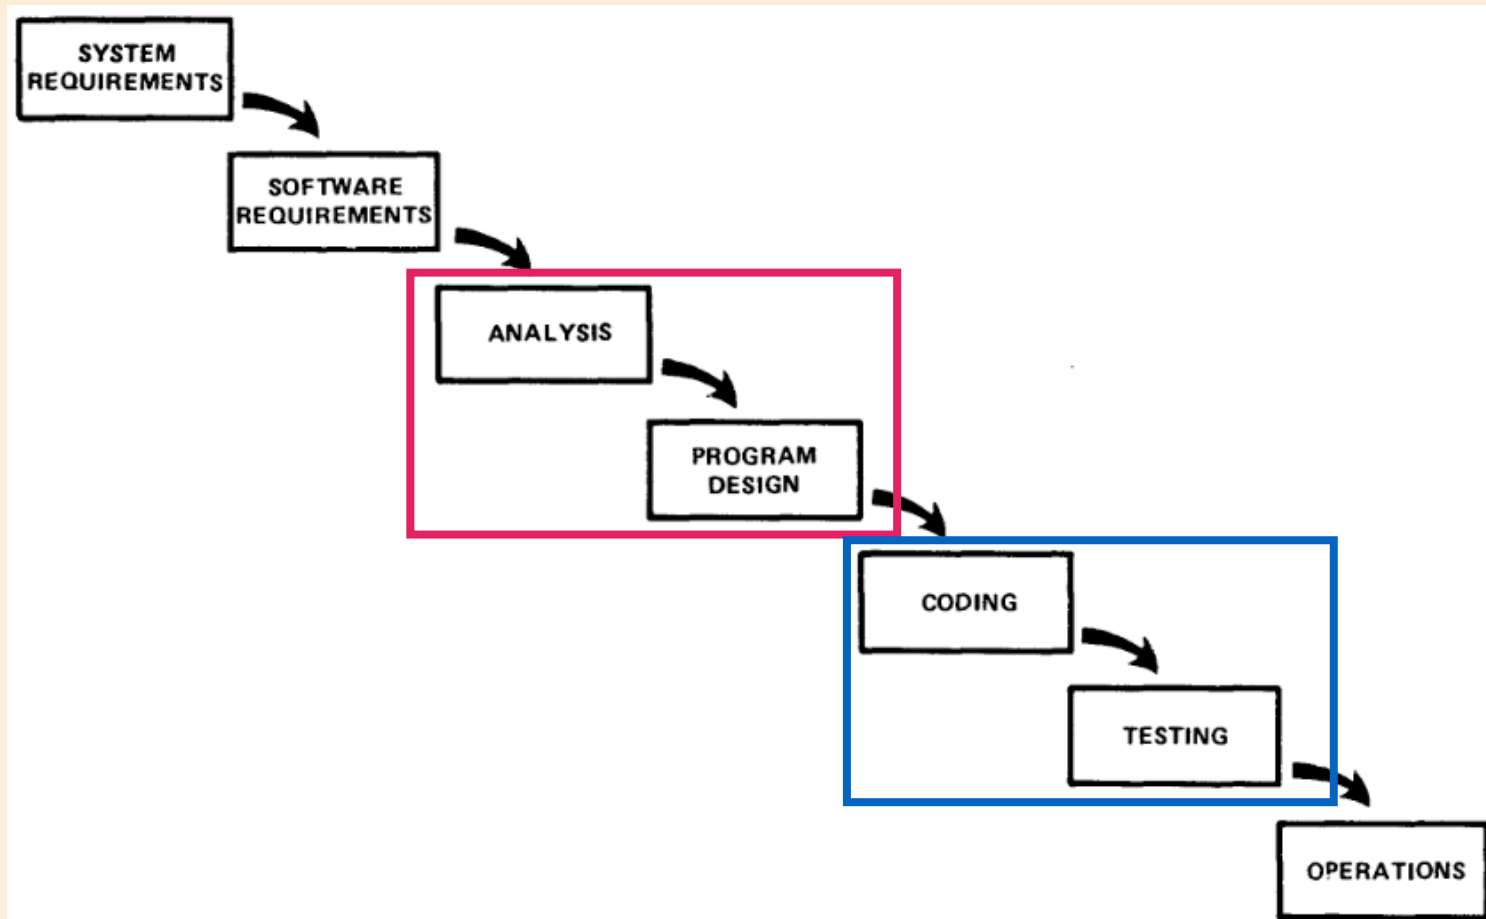 SYSTEM
REQUIREMENTS
SOFTWARE
REQUIREMENTS
ANALYSIS
PROGRAM
DESIGN
CODING
TESTING
OPERATIONS